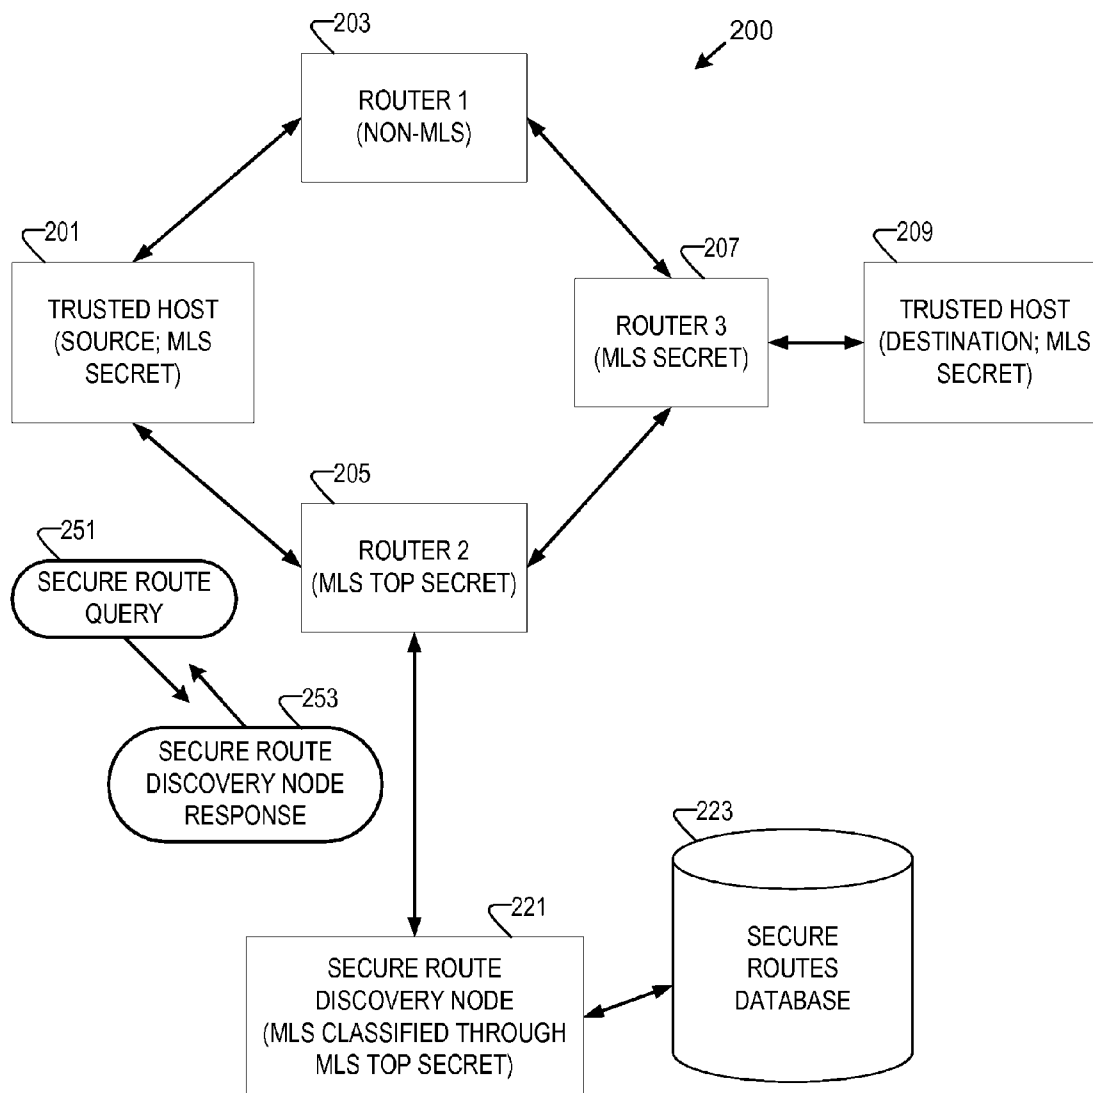 203
200
ROUTER 1
(NON-MLS)
201
207
209
TRUSTED HOST
(SOURCE; MLS
SECRET)
ROUTER 3
(MLS SECRET)
TRUSTED HOST
(DESTINATION; MLS
SECRET)
205
251
ROUTER 2
(MLS TOP SECRET)
SECURE ROUTE
QUERY
253
SECURE ROUTE
DISCOVERY NODE
RESPONSE
223
221
SECURE
ROUTES
DATABASE
SECURE ROUTE
DISCOVERY NODE
(MLS CLASSIFIED THROUGH
MLS TOP SECRET)